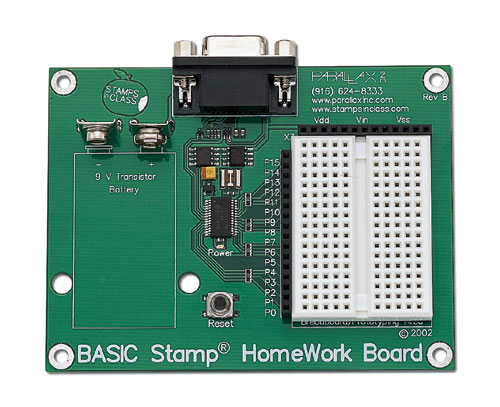 STAMPS
in
CLASS
PARALLAX
(916) 624-8333
www.parallaxinc.com
www.stampsinclass.com
Rev B
Vdd Vin Vss
X3
- +
9 V Transistor
Battery
P15
P14
P13
P12
P11
P10
P9
P8
P7
P6
P5
P4
P3
P2
P1
P0
Power
Reset
Breadboard/Prototyping Area
© 2002
BASIC Stamp® HomeWork Board